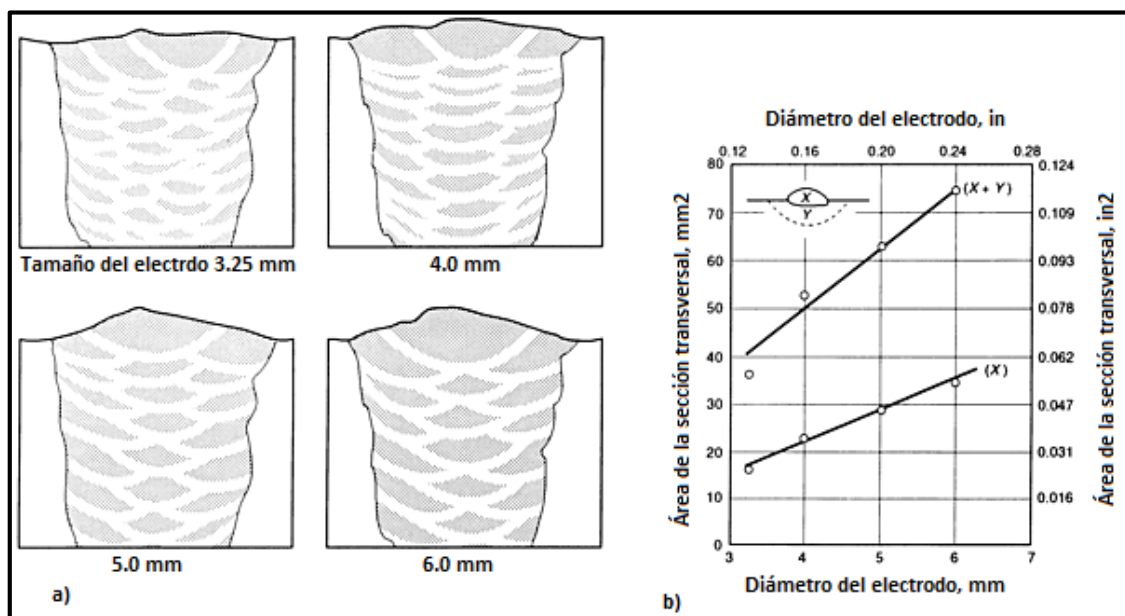 Tamaño del electrdo 3.25 mm
4.0 mm
5.0 mm
6.0 mm
a)
Diámetro del electrodo, in
0.12 0.16 0.20 0.24 0.28
Área de la sección transversal, mm2
80
70
60
50
40
30
20
10
0
(X + Y)
X
Y
(X)
0.124
0.109
0.093
0.078
0.062
0.047
0.031
0.016
Área de la sección transversal, in2
3 4 5 6 7
Diámetro del electrodo, mm
b)